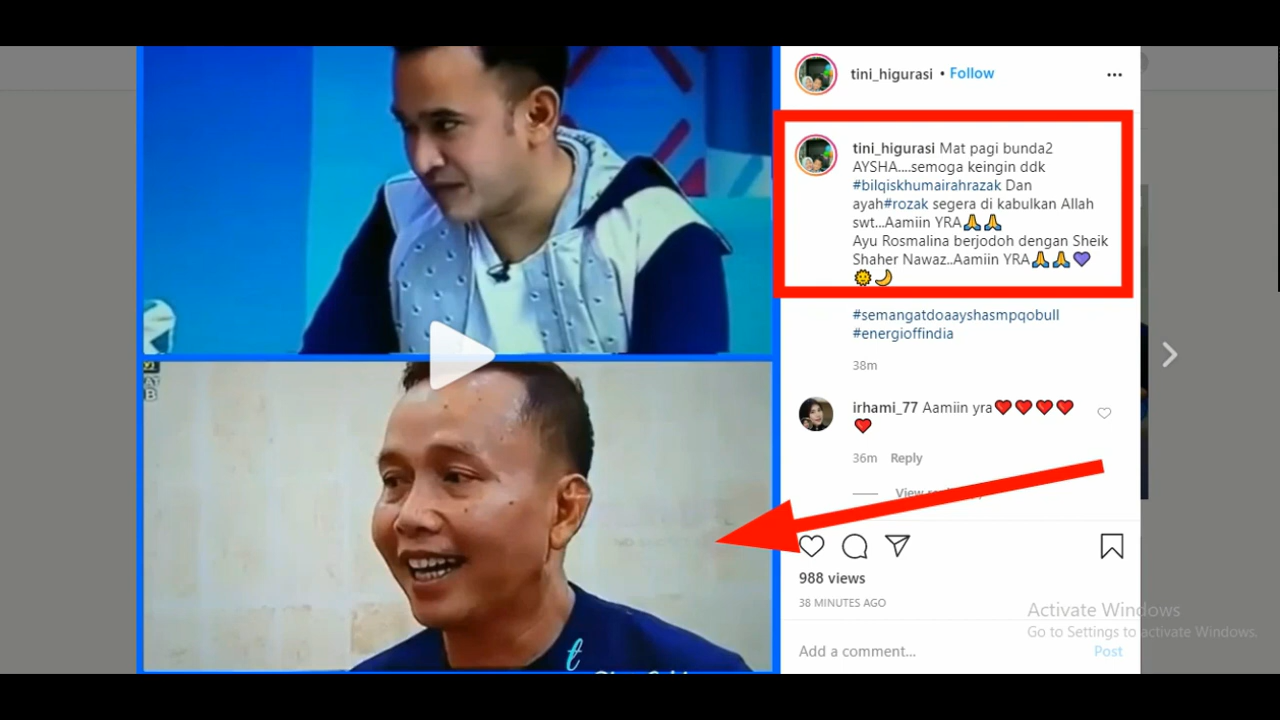 tini_higurasi • Follow
tini_higurasi Mat pagi bunda2
AYSHA....semoga keingin ddk
#bilqiskhumairahrazak Dan
ayah#rozak segera di kabulkan Allah
swt...Aamiin YRA🙏🙏
Ayu Rosmalina berjodoh dengan Sheik
Shaher Nawaz..Aamiin YRA🙏🙏💜
🌞🌙
#semangatdoaayshasmpqobull
#energioffindia
38m
irhami_77 Aamiin yra❤️❤️❤️❤️
❤️
36m Reply
View
988 views
38 MINUTES AGO
Add a comment... Post
Activate Windows
Go to Settings to activate Windows.